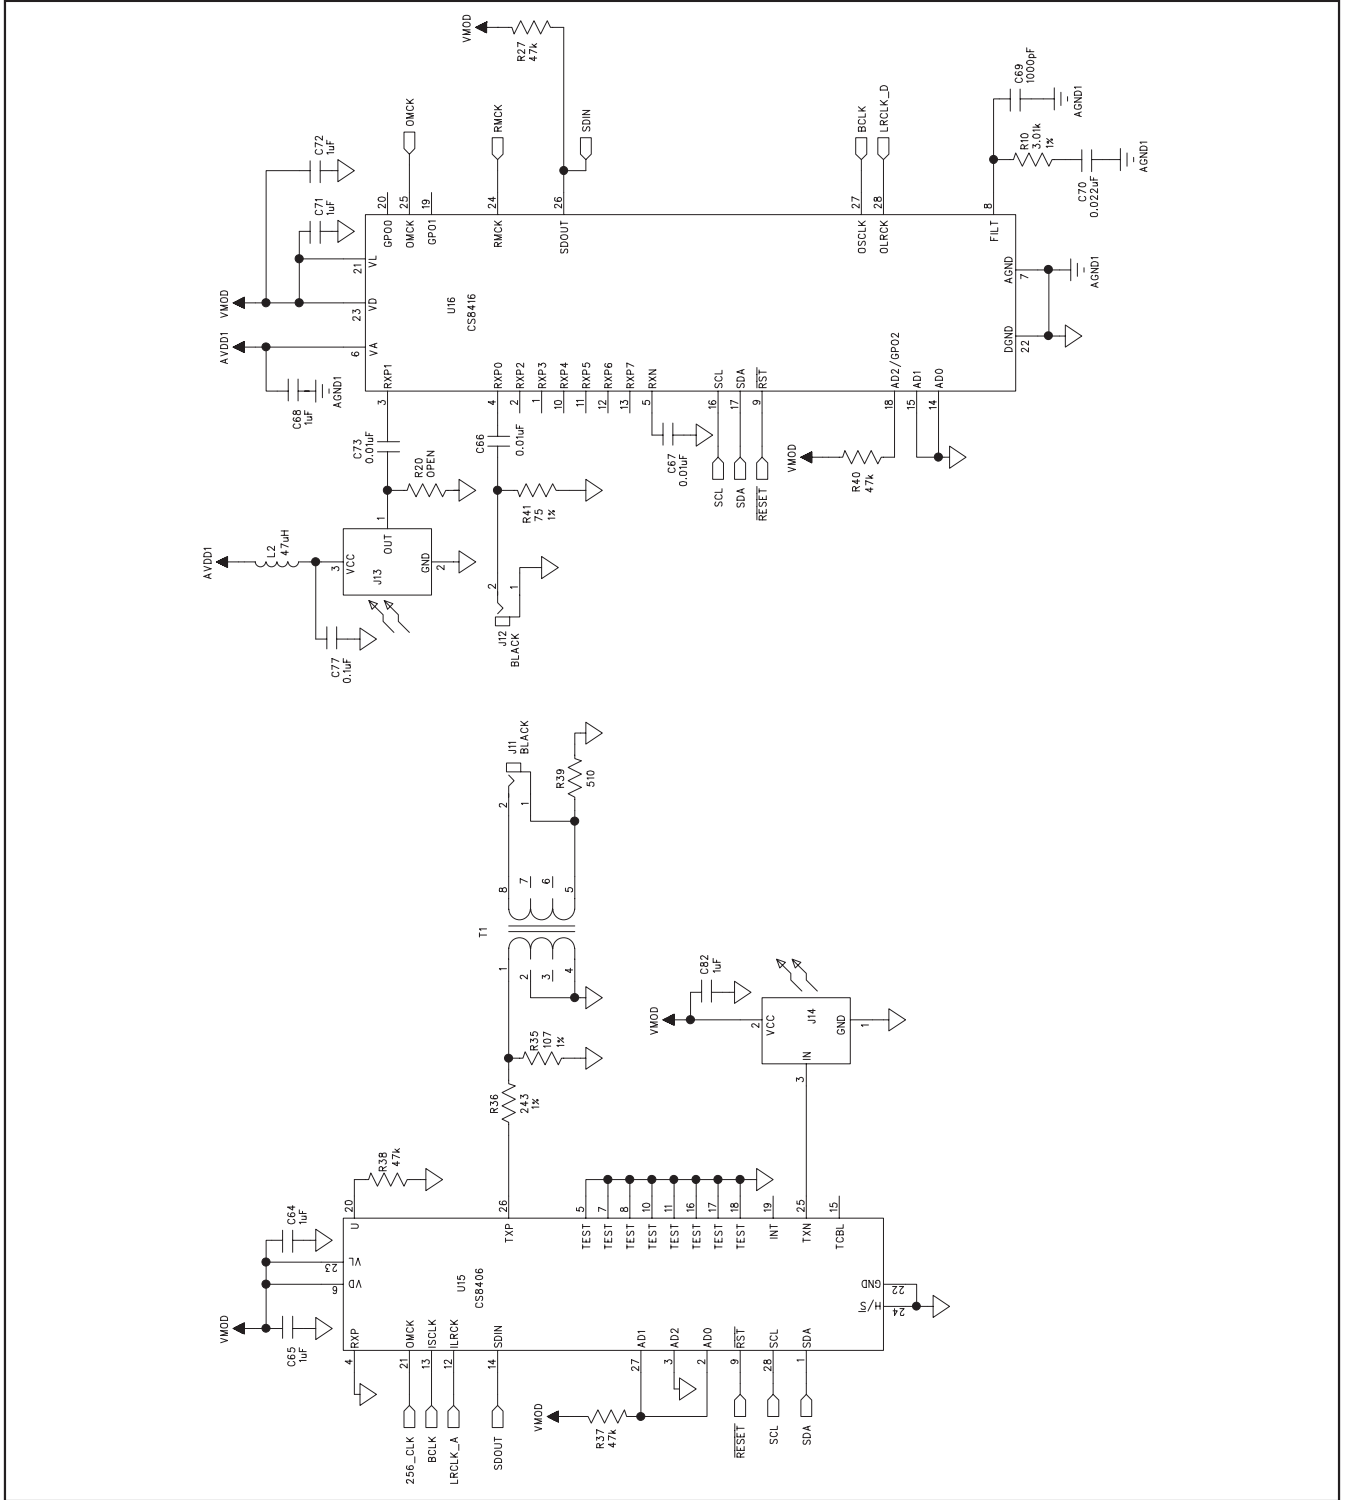 VMOD
R27
47k
OMCK
RMCK
SDIN
BCLK
LRCLK_D
C69
1000pF
AGND1
R10
3.01k
1%
C70
0.022uF
AGND1
C72
1uF
C71
1uF
VMOD
AVDD1
C68
1uF
AGND1
20
25
19
24
26
27
28
8
GPO0
OMCK
GPO1
RMCK
SDOUT
OSCLK
OLRCK
FILT
21
VL
23
VD
6
VA
U16
CS8416
AGND
7
AGND1
DGND
22
RXP1
RXP0
RXP2
RXP3
RXP4
RXP5
RXP6
RXP7
RXN
SCL
SDA
RST
AD2/GPO2
AD1
AD0
3
4
2
1
10
11
12
13
5
16
17
9
18
15
14
C73
0.01uF
R20
OPEN
C66
0.01uF
R41
75
1%
C67
0.01uF
SCL
SDA
RESET
VMOD
R40
47k
AVDD1
L2
47uH
3
VCC
1
OUT
J13
GND
2
C77
0.1uF
2
1
J12
BLACK
J11
BLACK
2
1
R39
510
8
7
6
5
T1
1
2
3
4
R35
107
1%
R36
243
1%
VMOD
C82
1uF
2
VCC
J14
GND
1
IN
3
R38
47k
C64
1uF
VMOD
C65
1uF
20
26
5
7
8
10
11
16
17
18
19
25
15
U
TXP
TEST
TEST
TEST
TEST
TEST
TEST
TEST
TEST
INT
TXN
TCBL
23
VL
6
VD
U15
CS8406
GND
22
H/S
24
RXP
OMCK
ISCLK
ILRCK
SDIN
AD1
AD2
AD0
RST
SCL
SDA
4
21
13
12
14
27
3
2
9
28
1
256_CLK
BCLK
LRCLK_A
SDOUT
VMOD
R37
47k
RESET
SCL
SDA